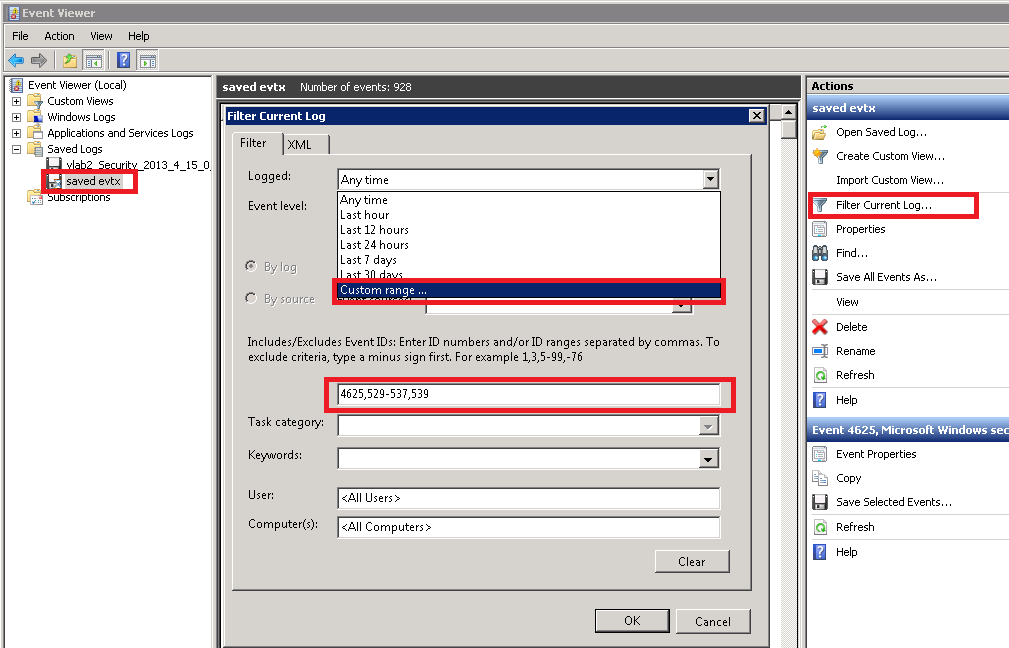 Event Viewer
File Action View Help
Event Viewer (Local)
Custom Views
Windows Logs
Applications and Services Logs
Saved Logs
vlab2_Security_2013_4_15_0_
saved evtx
Subscriptions
saved evtx Number of events: 928
Filter Current Log
Filter XML
Logged: Any time
Event level:
Any time
Last hour
Last 12 hours
Last 24 hours
Last 7 days
Last 30 days
Custom range ...
By log
By source
Includes/Excludes Event IDs: Enter ID numbers and/or ID ranges separated by commas. To
exclude criteria, type a minus sign first. For example 1,3,5-99,-76
4625,529-537,539
Task category:
Keywords:
User: <All Users>
Computer(s): <All Computers>
Clear
OK Cancel
Actions
saved evtx
Open Saved Log...
Create Custom View...
Import Custom View...
Filter Current Log...
Properties
Find...
Save All Events As...
View
Delete
Rename
Refresh
Help
Event 4625, Microsoft Windows sec
Event Properties
Copy
Save Selected Events...
Refresh
Help